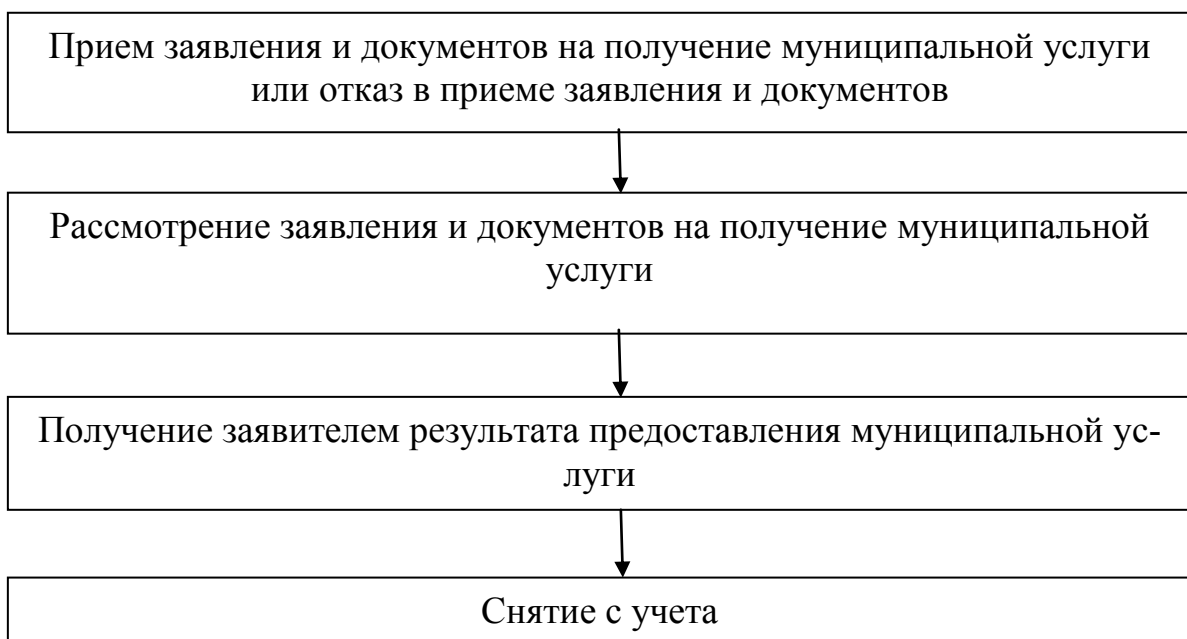 Прием заявления и документов на получение муниципальной услуги
или отказ в приеме заявления и документов
Рассмотрение заявления и документов на получение муниципальной
услуги
Получение заявителем результата предоставления муниципальной ус-
луги
Снятие с учета